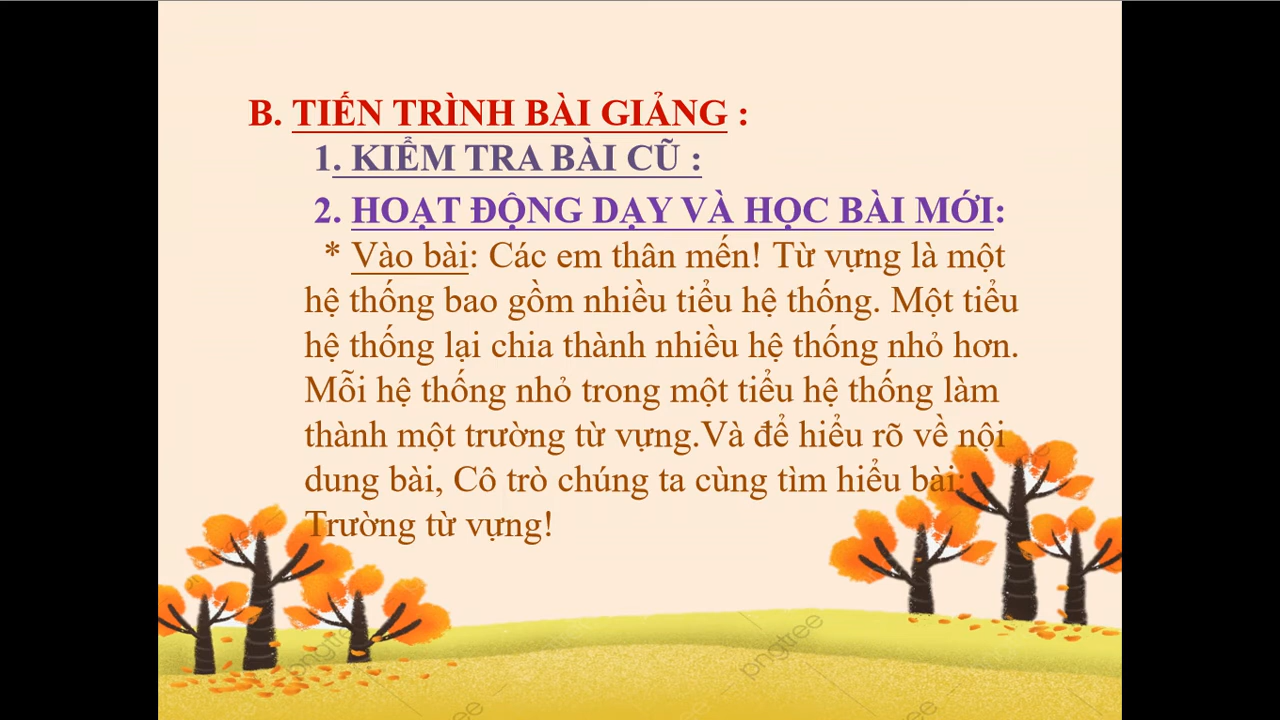 B. TIẾN TRÌNH BÀI GIẢNG :
1. KIỂM TRA BÀI CŨ :
2. HOẠT ĐỘNG DẠY VÀ HỌC BÀI MỚI:
* Vào bài: Các em thân mến! Từ vựng là một
hệ thống bao gồm nhiều tiểu hệ thống. Một tiểu
hệ thống lại chia thành nhiều hệ thống nhỏ hơn.
Mỗi hệ thống nhỏ trong một tiểu hệ thống làm
thành một trường từ vựng.Và để hiểu rõ về nội
dung bài, Cô trò chúng ta cùng tìm hiểu bài:
Trường từ vựng!
pngtree
pngtree
pngtree
pngtree